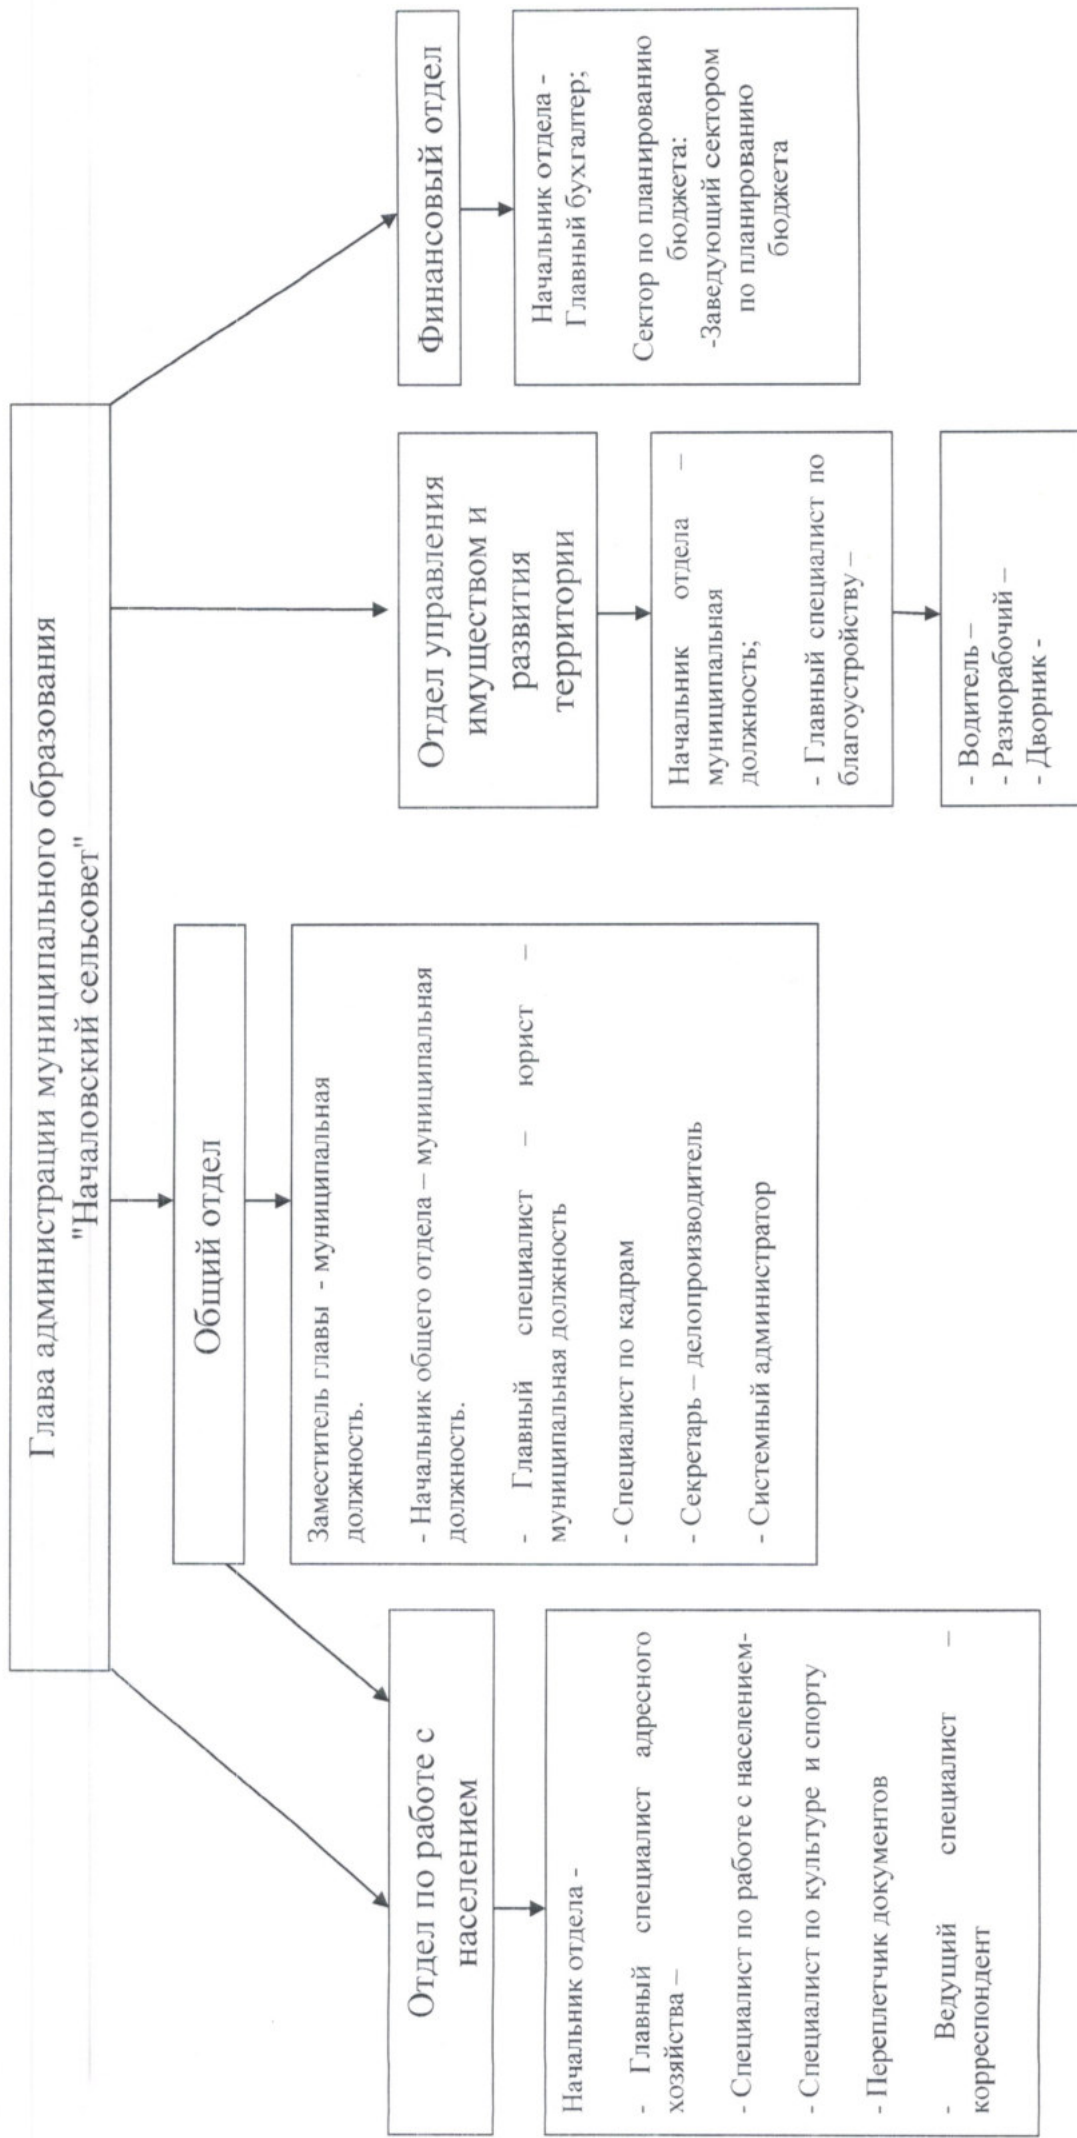 Глава администрации муниципального образования
"Началовский сельсовет"
Общий отдел
Заместитель главы - муниципальная
должность.
- Начальник общего отдела – муниципальная
должность.
- Главный специалист – юрист –
муниципальная должность
- Специалист по кадрам
- Секретарь – делопроизводитель
- Системный администратор
Отдел по работе с
населением
Начальник отдела -
- Главный специалист адресного
хозяйства –
- Специалист по работе с населением-
- Специалист по культуре и спорту
- Переплетчик документов
- Ведущий специалист –
корреспондент
Отдел управления
имуществом и
развития
территории
Начальник отдела –
муниципальная
должность;
- Главный специалист по
благоустройству –
- Водитель –
- Разнорабочий –
- Дворник -
Финансовый отдел
Начальник отдела -
Главный бухгалтер;
Сектор по планированию
бюджета:
-Заведующий сектором
по планированию
бюджета